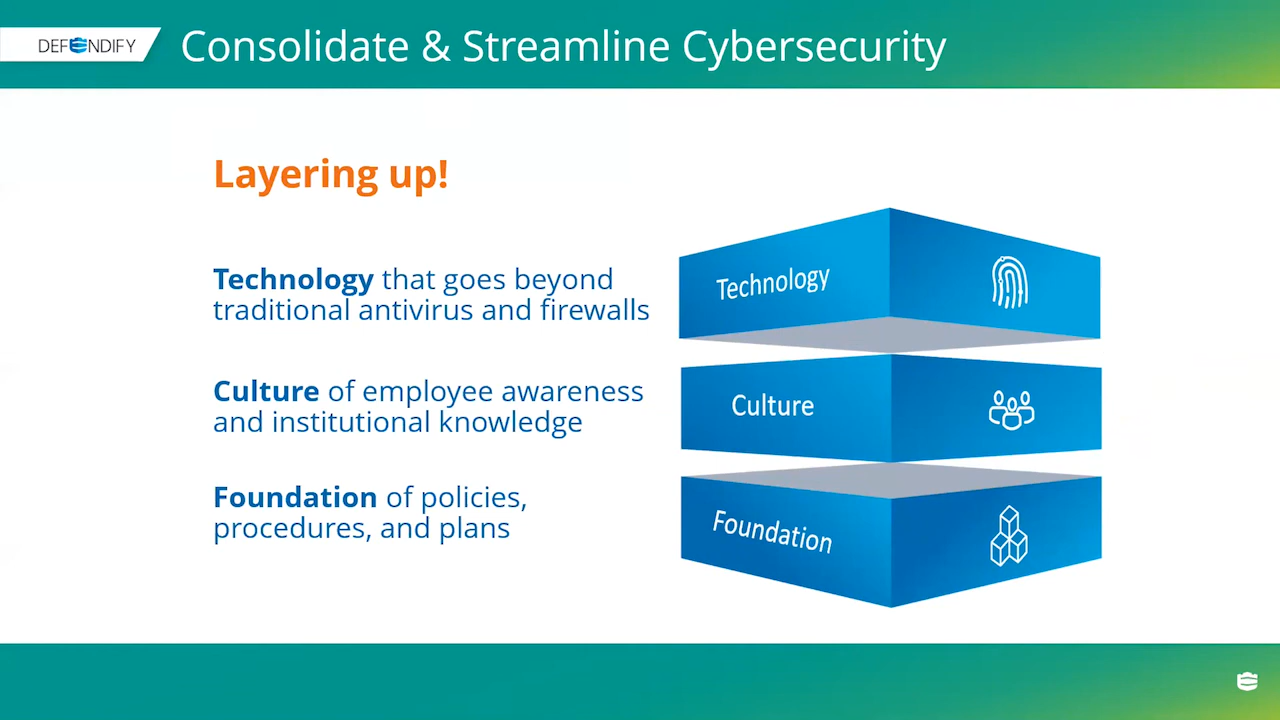 DEFENDIFY
Consolidate & Streamline Cybersecurity
Layering up!
Technology that goes beyond
traditional antivirus and firewalls
Culture of employee awareness
and institutional knowledge
Foundation of policies,
procedures, and plans
Technology
Culture
Foundation